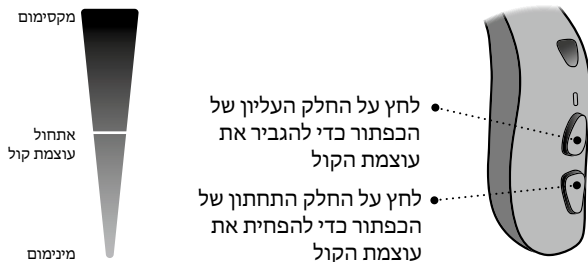 מקסימום
אתחול
עוצמת קול
מינימום
לחץ על החלק העליון של
הכפתור כדי להגביר את
עוצמת הקול
לחץ על החלק התחתון של
הכפתור כדי להפחית את
עוצמת הקול